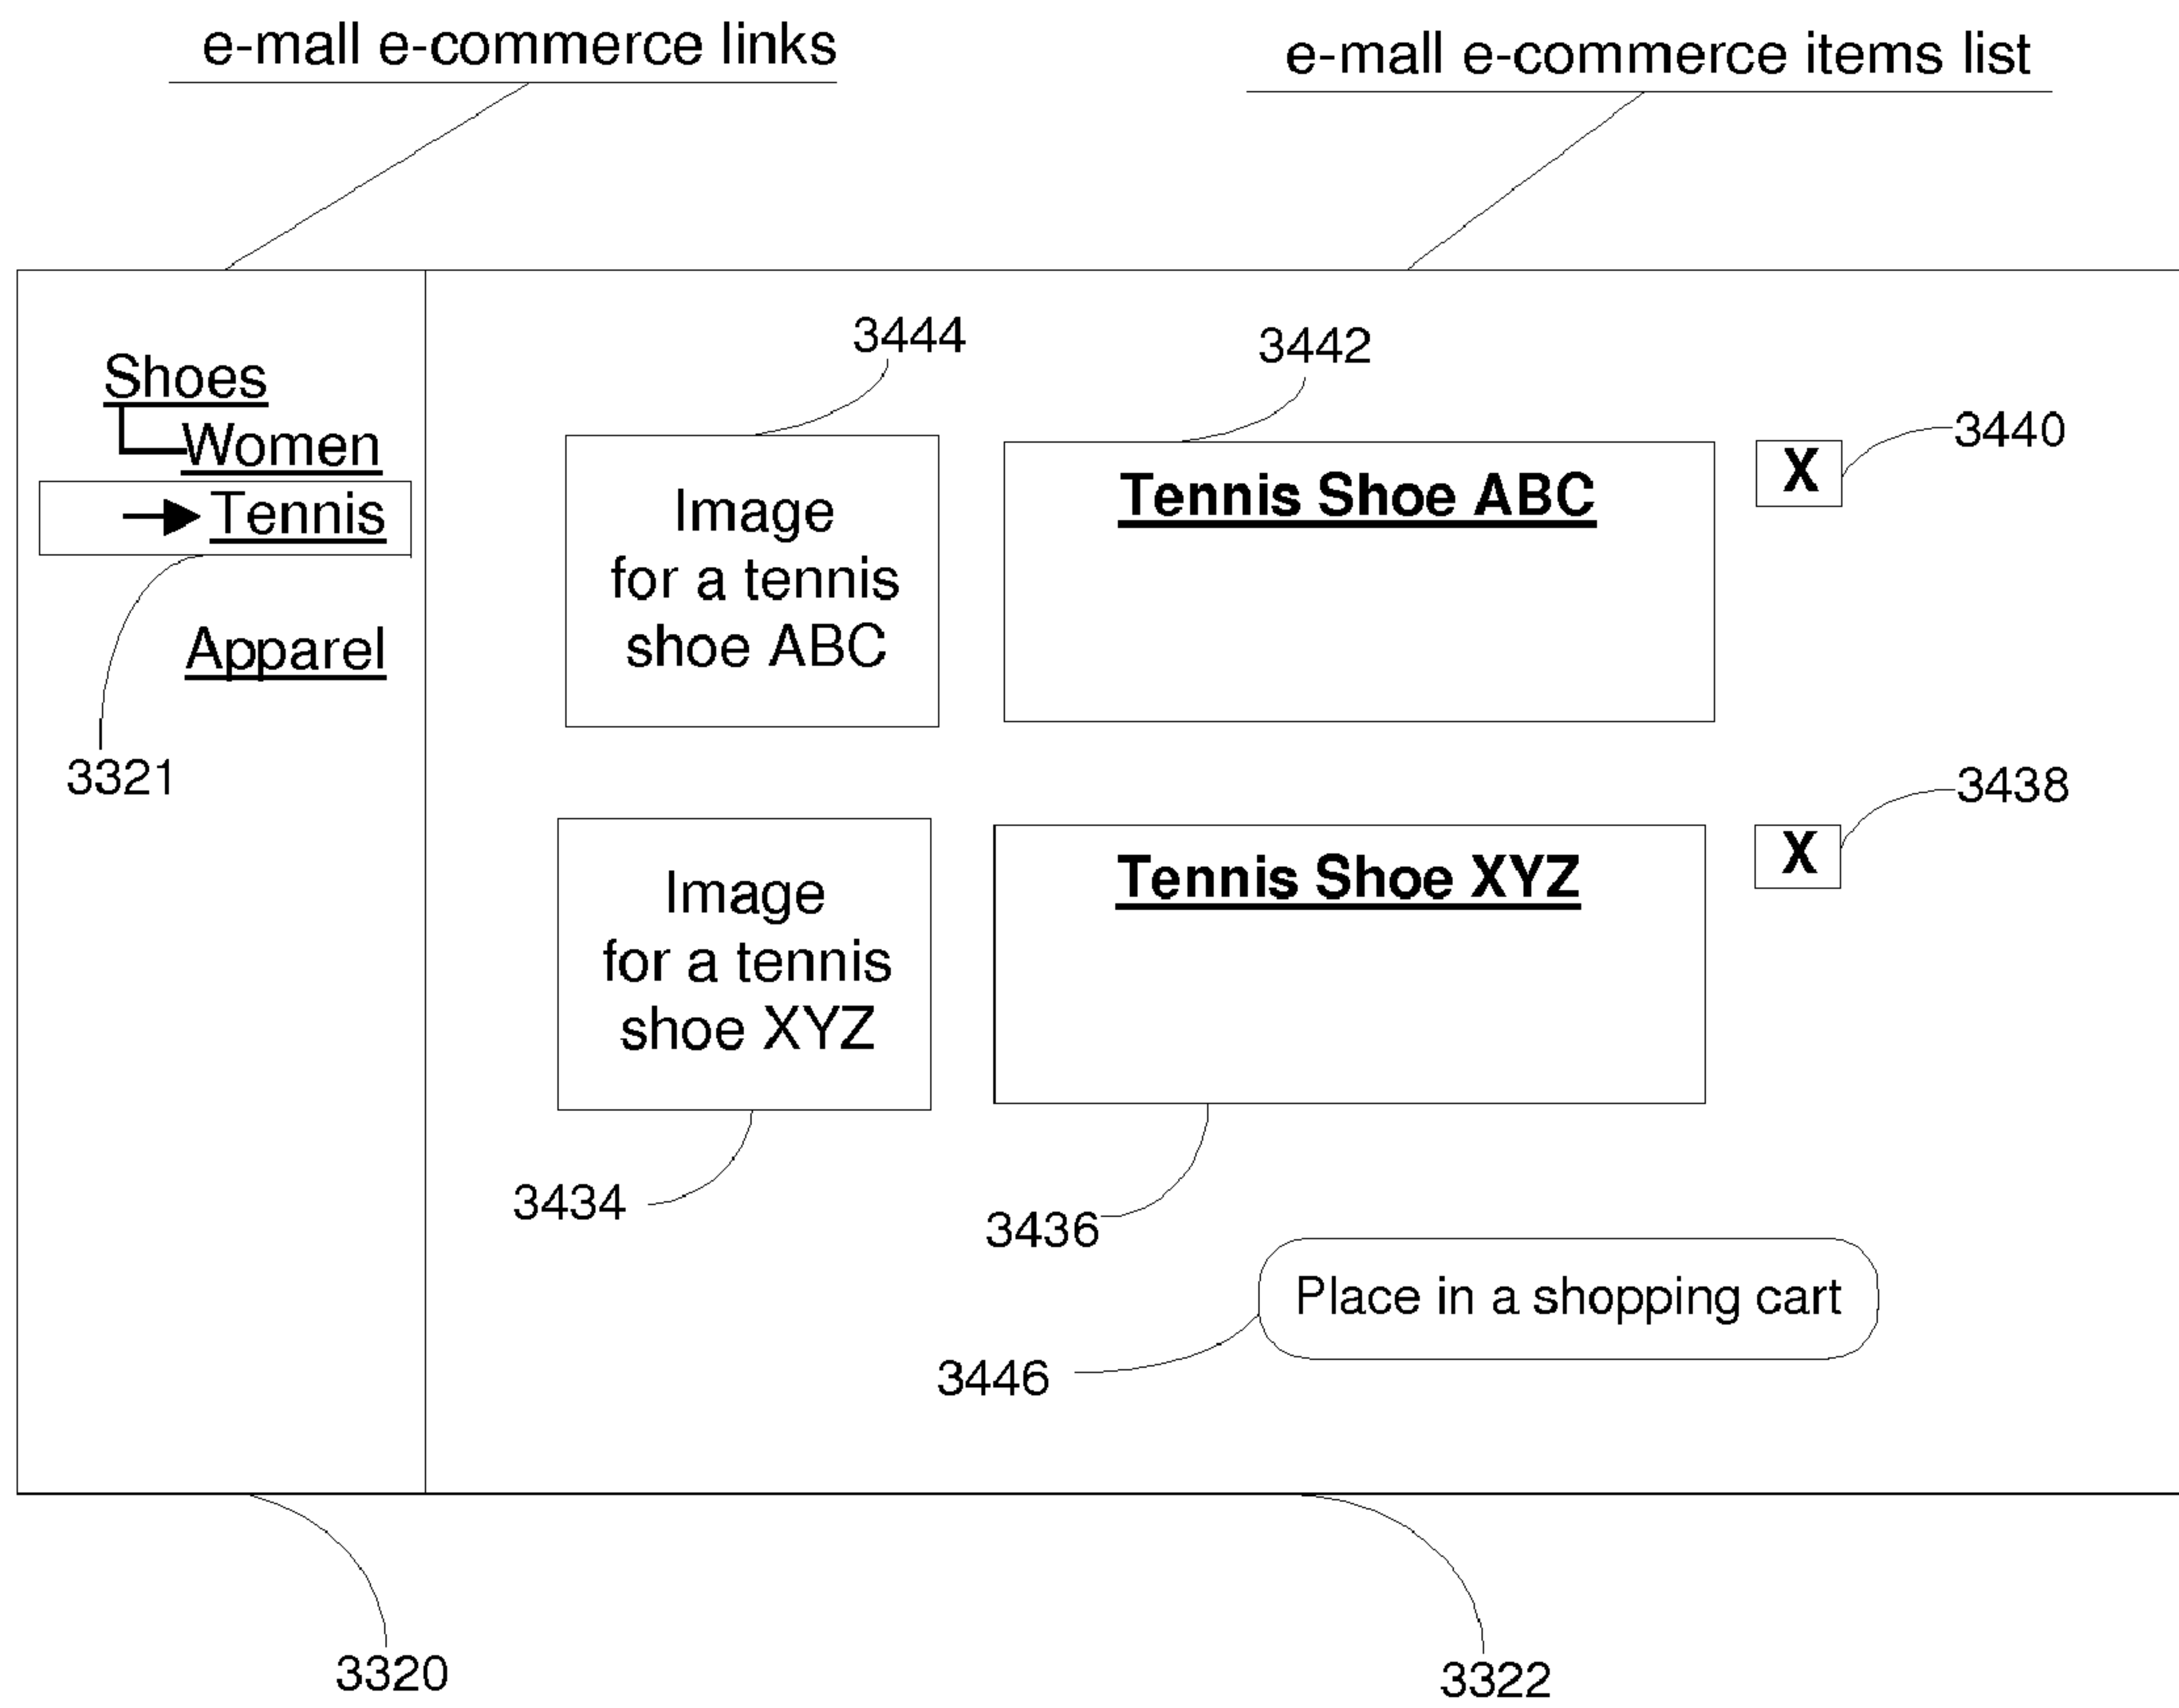 e-mall e-commerce links
e-mall e-commerce items list
3444
3442
Shoes
Women
Tennis
Apparel
3321
Image
for a tennis
shoe ABC
Tennis Shoe ABC
X
3440
3438
Image
for a tennis
shoe XYZ
Tennis Shoe XYZ
X
3434
3436
Place in a shopping cart
3446
3320
3322